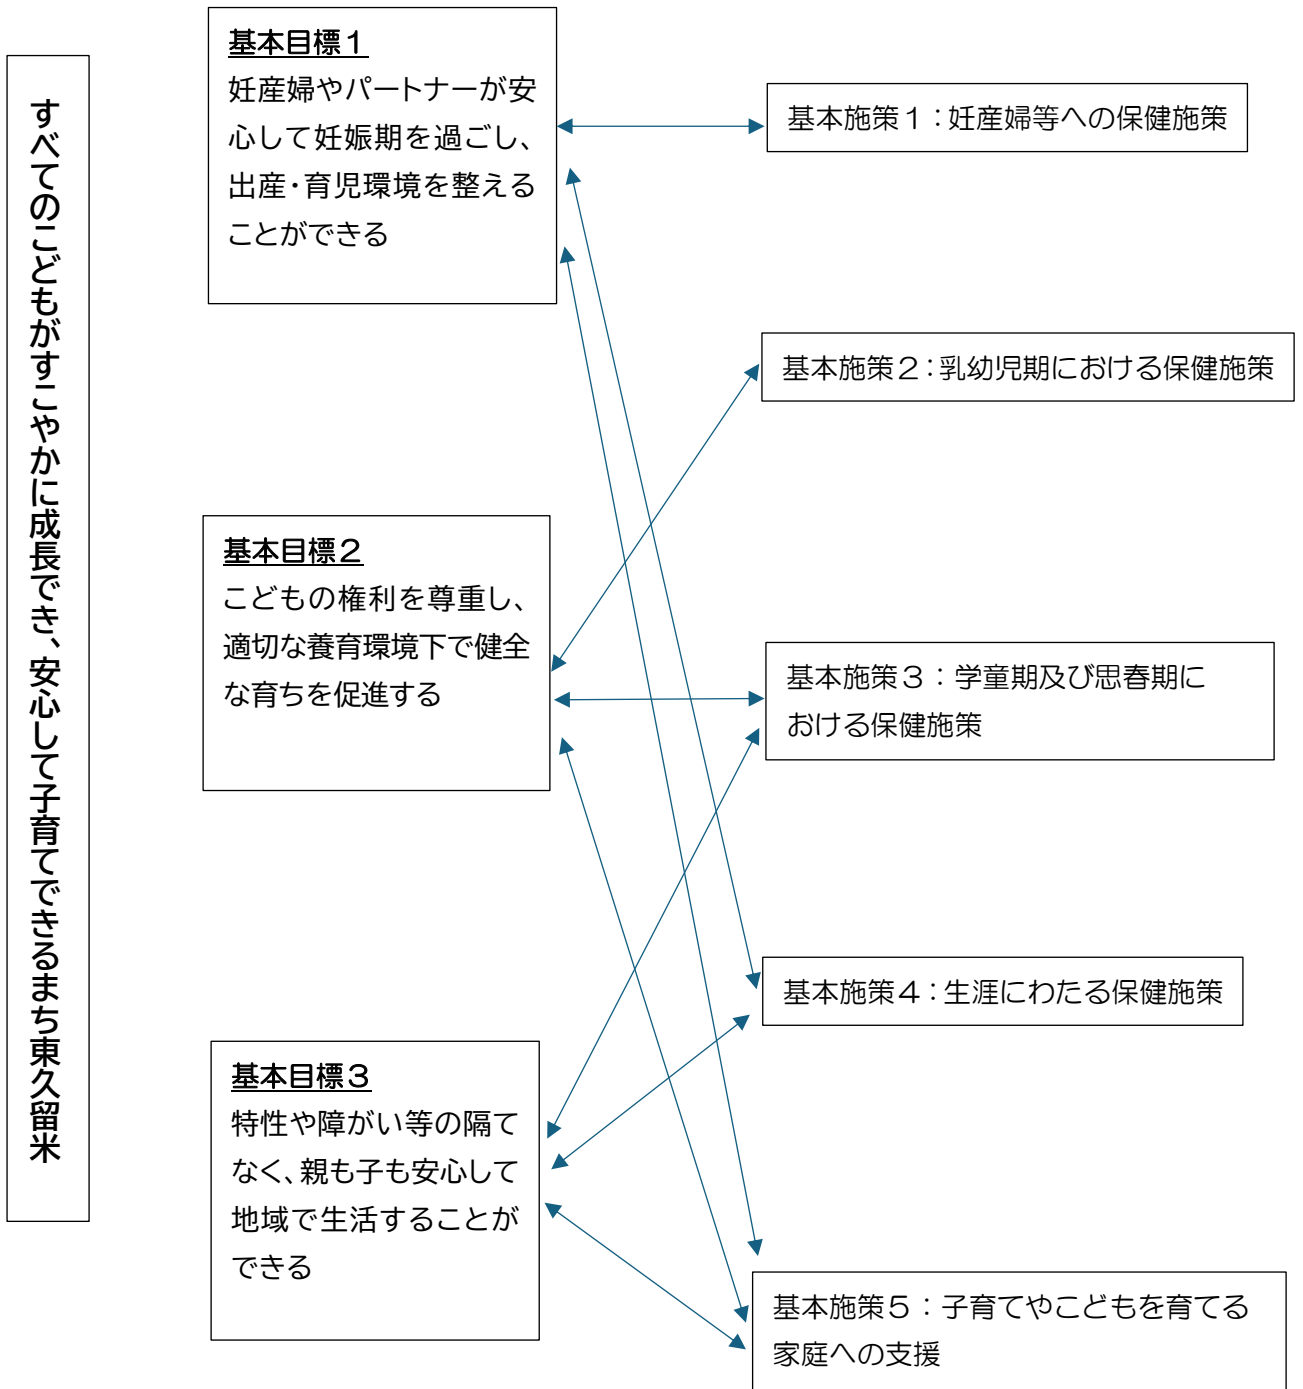 すべてのこどもがすこやかに成長でき、安心して子育てできるまち東久留米
基本目標１
妊産婦やパートナーが安
心して妊娠期を過ごし、
出産・育児環境を整える
ことができる
基本目標２
こどもの権利を尊重し、
適切な養育環境下で健全
な育ちを促進する
基本目標３
特性や障がい等の隔て
なく、親も子も安心して
地域で生活することが
できる
基本施策１：妊産婦等への保健施策
基本施策２：乳幼児期における保健施策
基本施策３：学童期及び思春期に
おける保健施策
基本施策４：生涯にわたる保健施策
基本施策５：子育てやこどもを育てる
家庭への支援